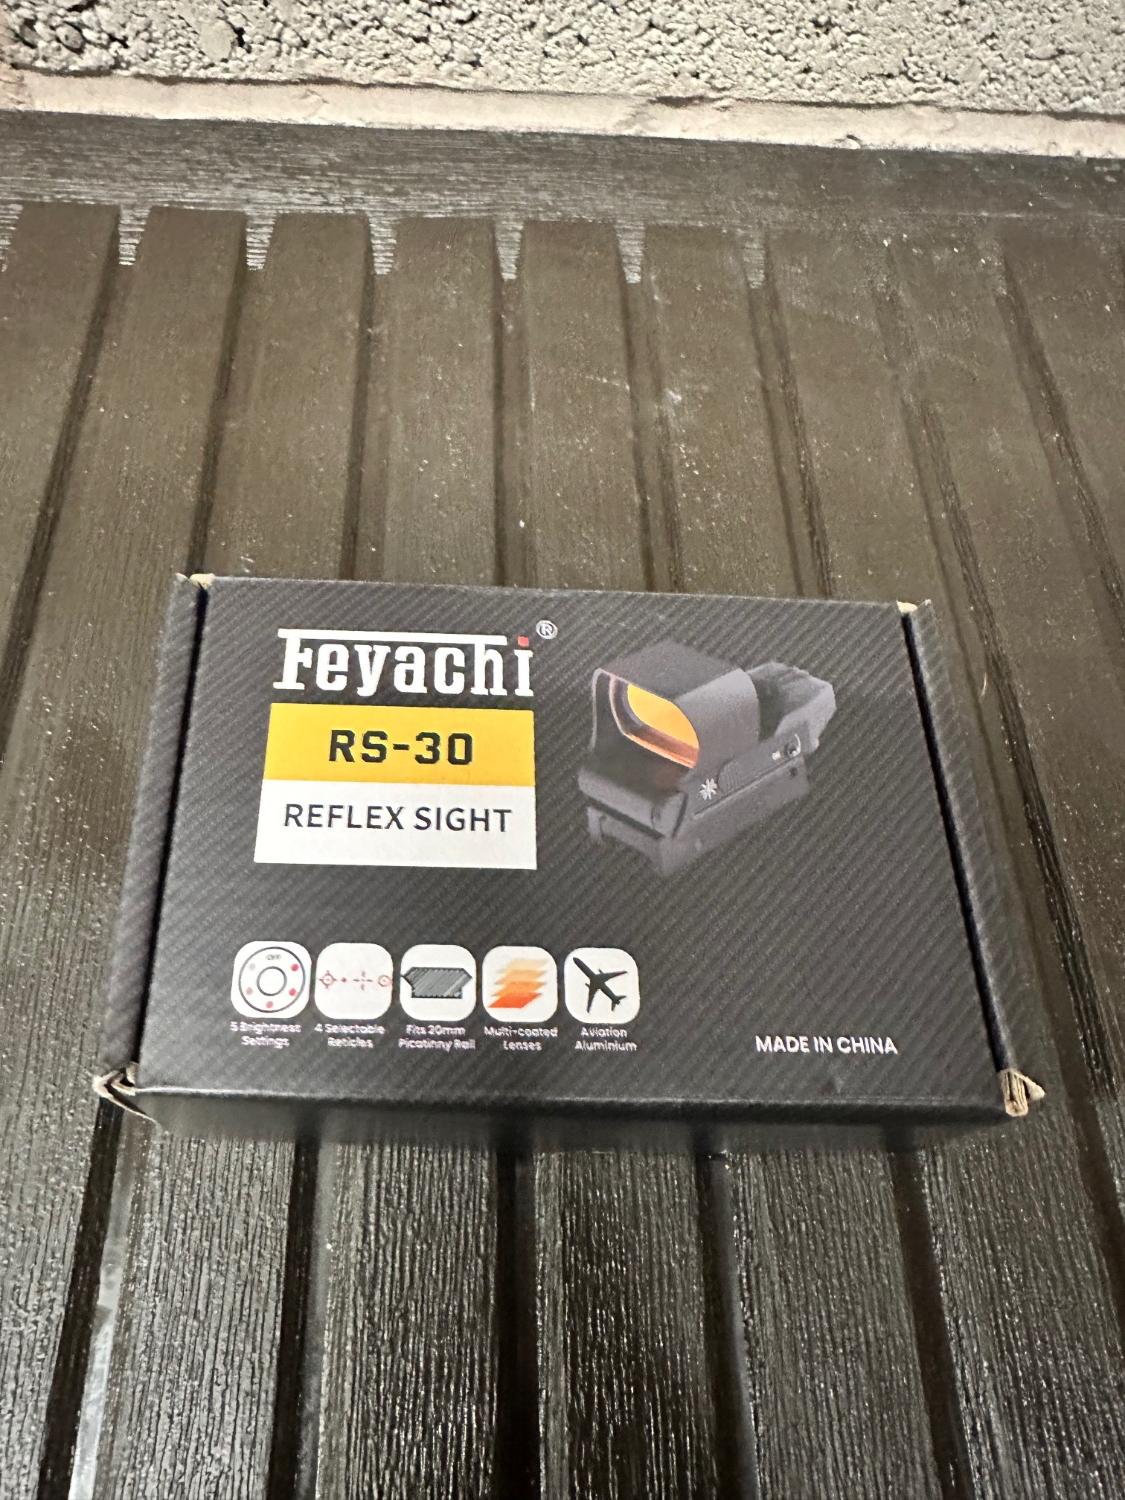 Feyachi®
RS-30
REFLEX SIGHT
OFF
5 Brightness
Settings
4 Selectable
Reticles
Fits 20mm
Picatinny Rail
Multi-coated
Lenses
Aviation
Aluminium
MADE IN CHINA